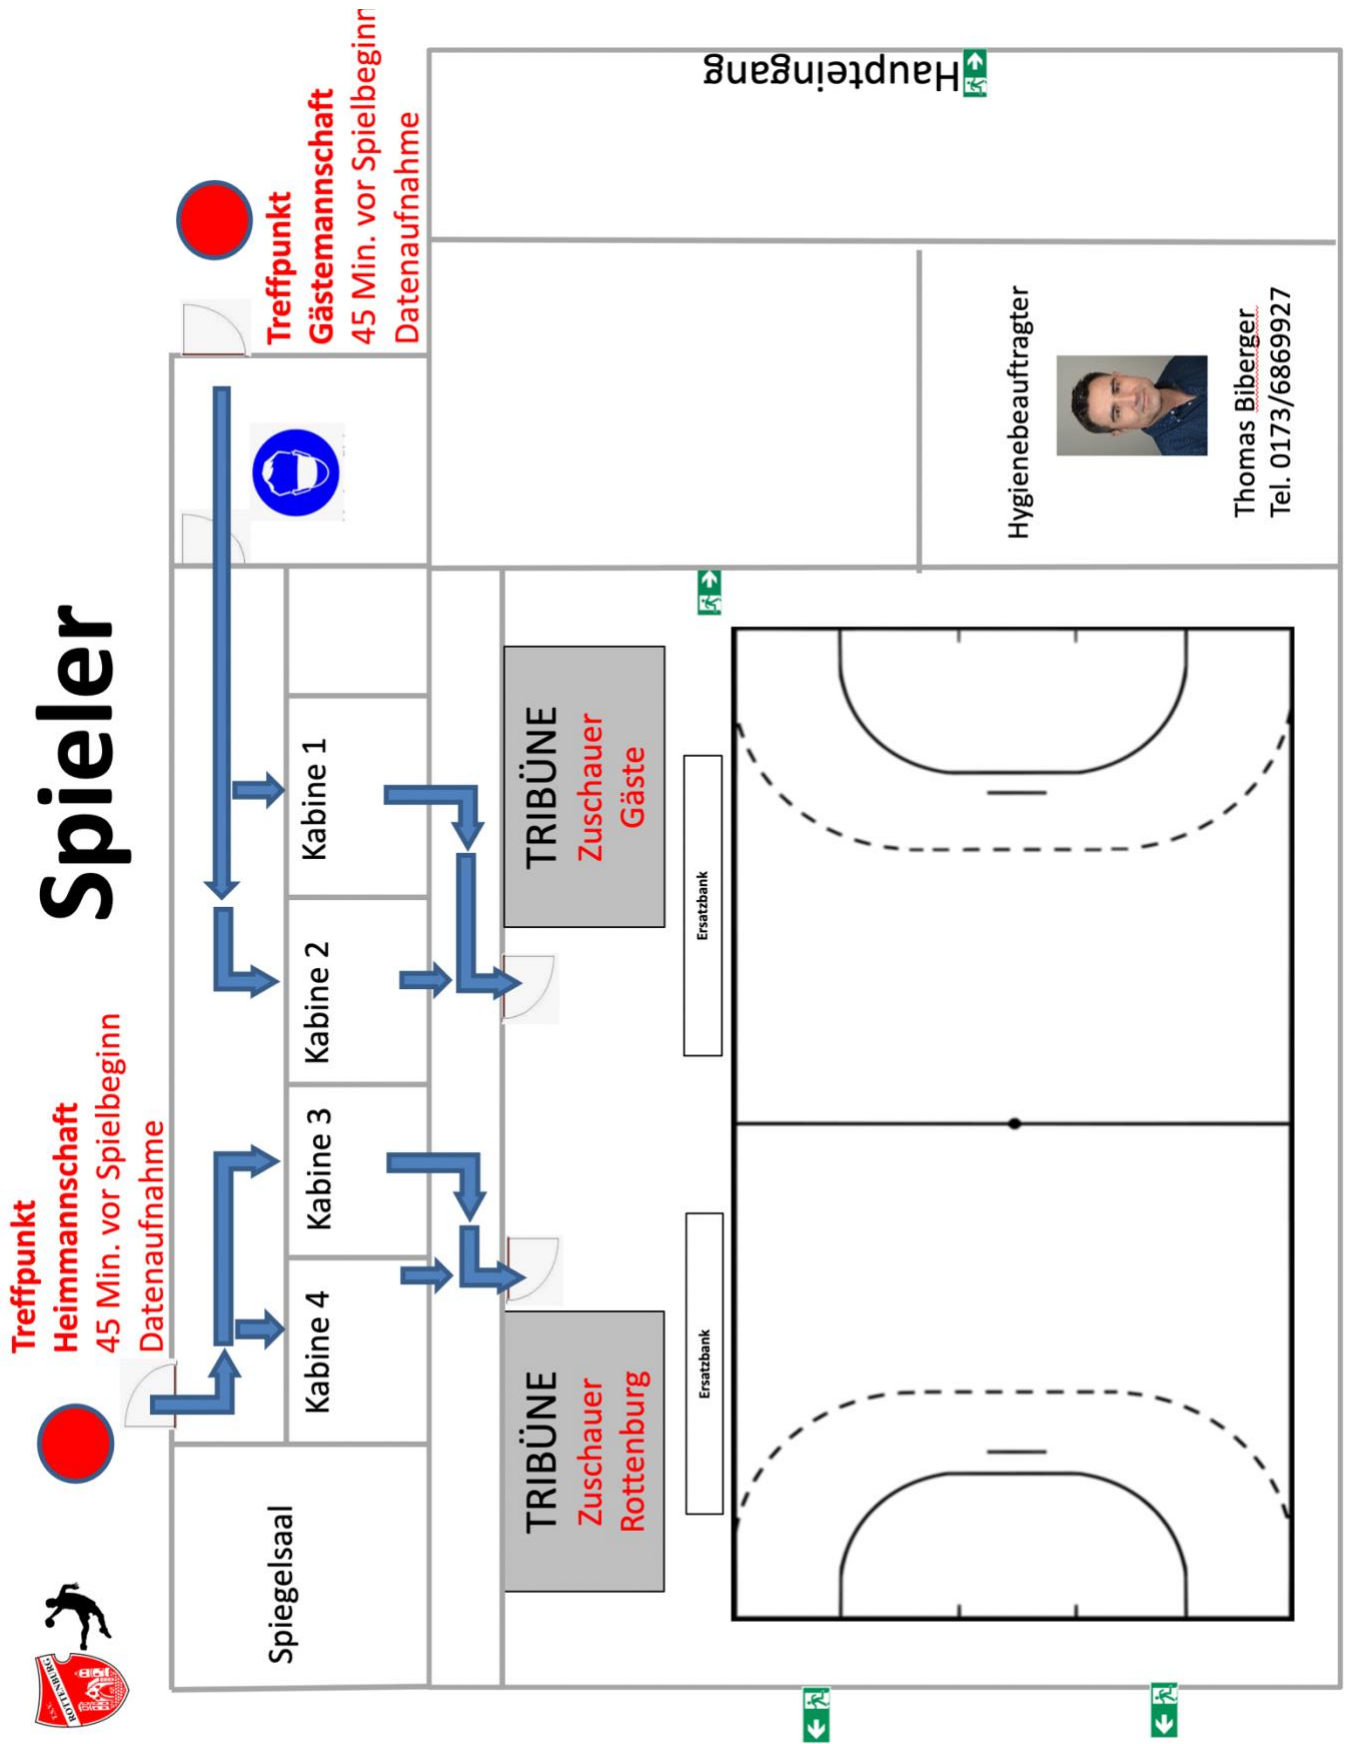 Spieler
Treffpunkt
Heimmannschaft
45 Min. vor Spielbeginn
Datenaufnahme
Treffpunkt
Gästemannschaft
45 Min. vor Spielbeginn
Datenaufnahme
T.S.V.
ROTTENBURG
Spiegelsaal
Kabine 4
Kabine 3
Kabine 2
Kabine 1
TRIBÜNE
Zuschauer
Rottenburg
TRIBÜNE
Zuschauer
Gäste
Ersatzbank
Ersatzbank
Haupteingang
Hygienebeauftragter
Thomas Biberger
Tel. 0173/6869927